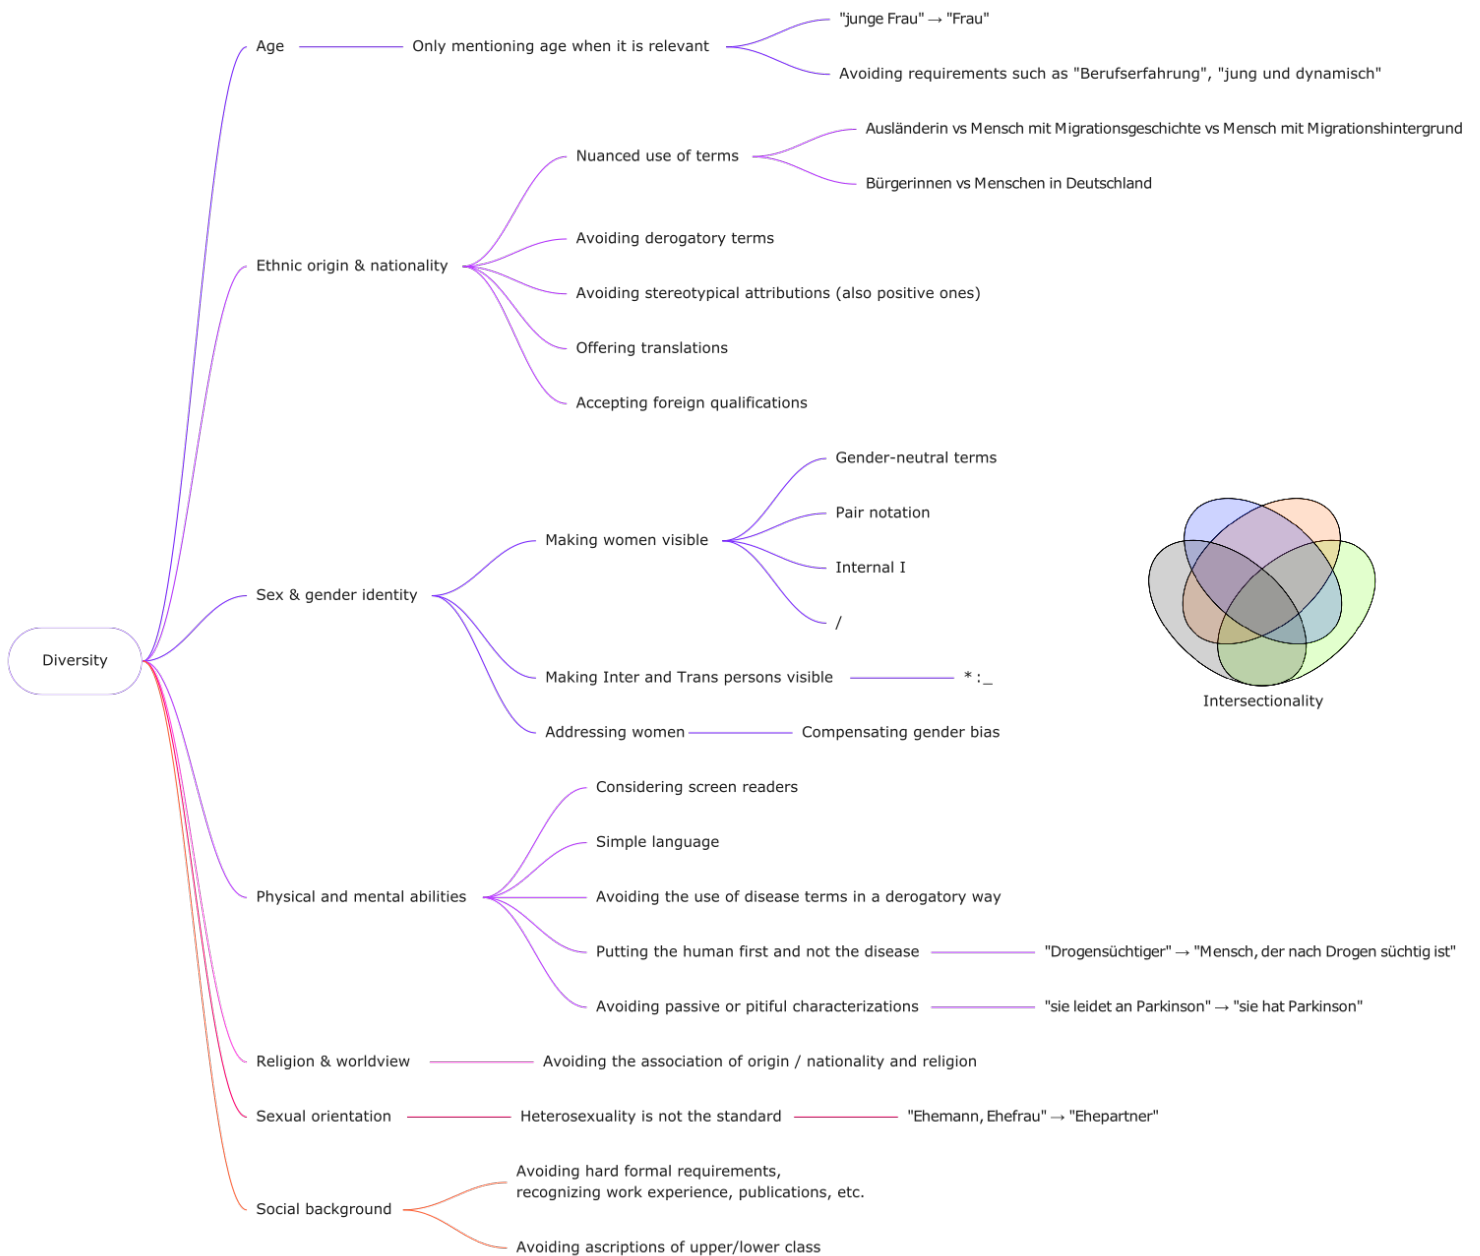 Diversity
Age
Only mentioning age when it is relevant
"junge Frau" → "Frau"
Avoiding requirements such as "Berufserfahrung", "jung und dynamisch"
Ethnic origin & nationality
Nuanced use of terms
Ausländerin vs Mensch mit Migrationsgeschichte vs Mensch mit Migrationshintergrund
Bürgerinnen vs Menschen in Deutschland
Avoiding derogatory terms
Avoiding stereotypical attributions (also positive ones)
Offering translations
Accepting foreign qualifications
Sex & gender identity
Making women visible
Gender-neutral terms
Pair notation
Internal I
/
Making Inter and Trans persons visible
* : _
Addressing women
Compensating gender bias
Intersectionality
Physical and mental abilities
Considering screen readers
Simple language
Avoiding the use of disease terms in a derogatory way
Putting the human first and not the disease
"Drogensüchtiger" → "Mensch, der nach Drogen süchtig ist"
Avoiding passive or pitiful characterizations
"sie leidet an Parkinson" → "sie hat Parkinson"
Religion & worldview
Avoiding the association of origin / nationality and religion
Sexual orientation
Heterosexuality is not the standard
"Ehemann, Ehefrau" → "Ehepartner"
Social background
Avoiding hard formal requirements,
recognizing work experience, publications, etc.
Avoiding ascriptions of upper/lower class